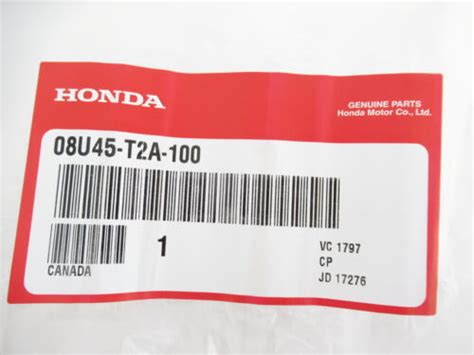 HONDA
GENUINE PARTS
Honda Motor Co., Ltd.
08U45-T2A-100
1
VC 1797
CP
CANADA
JD 17276